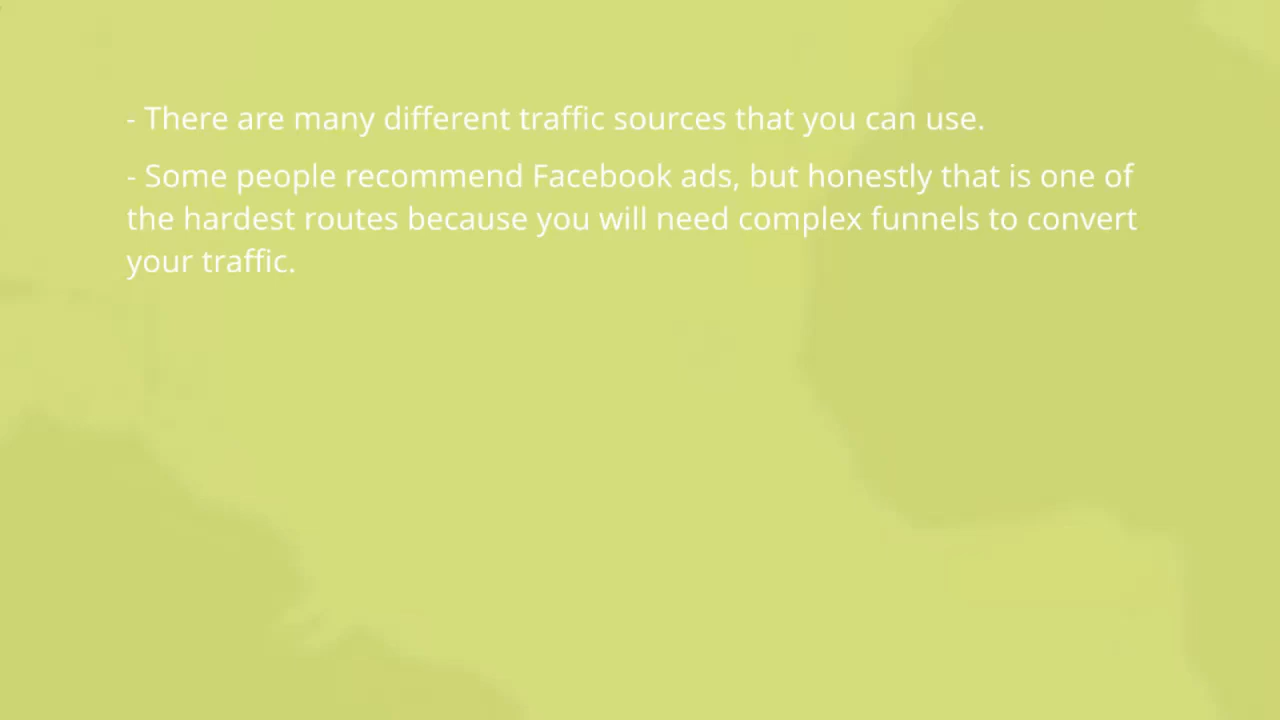 - There are many different traffic sources that you can use.
- Some people recommend Facebook ads, but honestly that is one of
the hardest routes because you will need complex funnels to convert
your traffic.